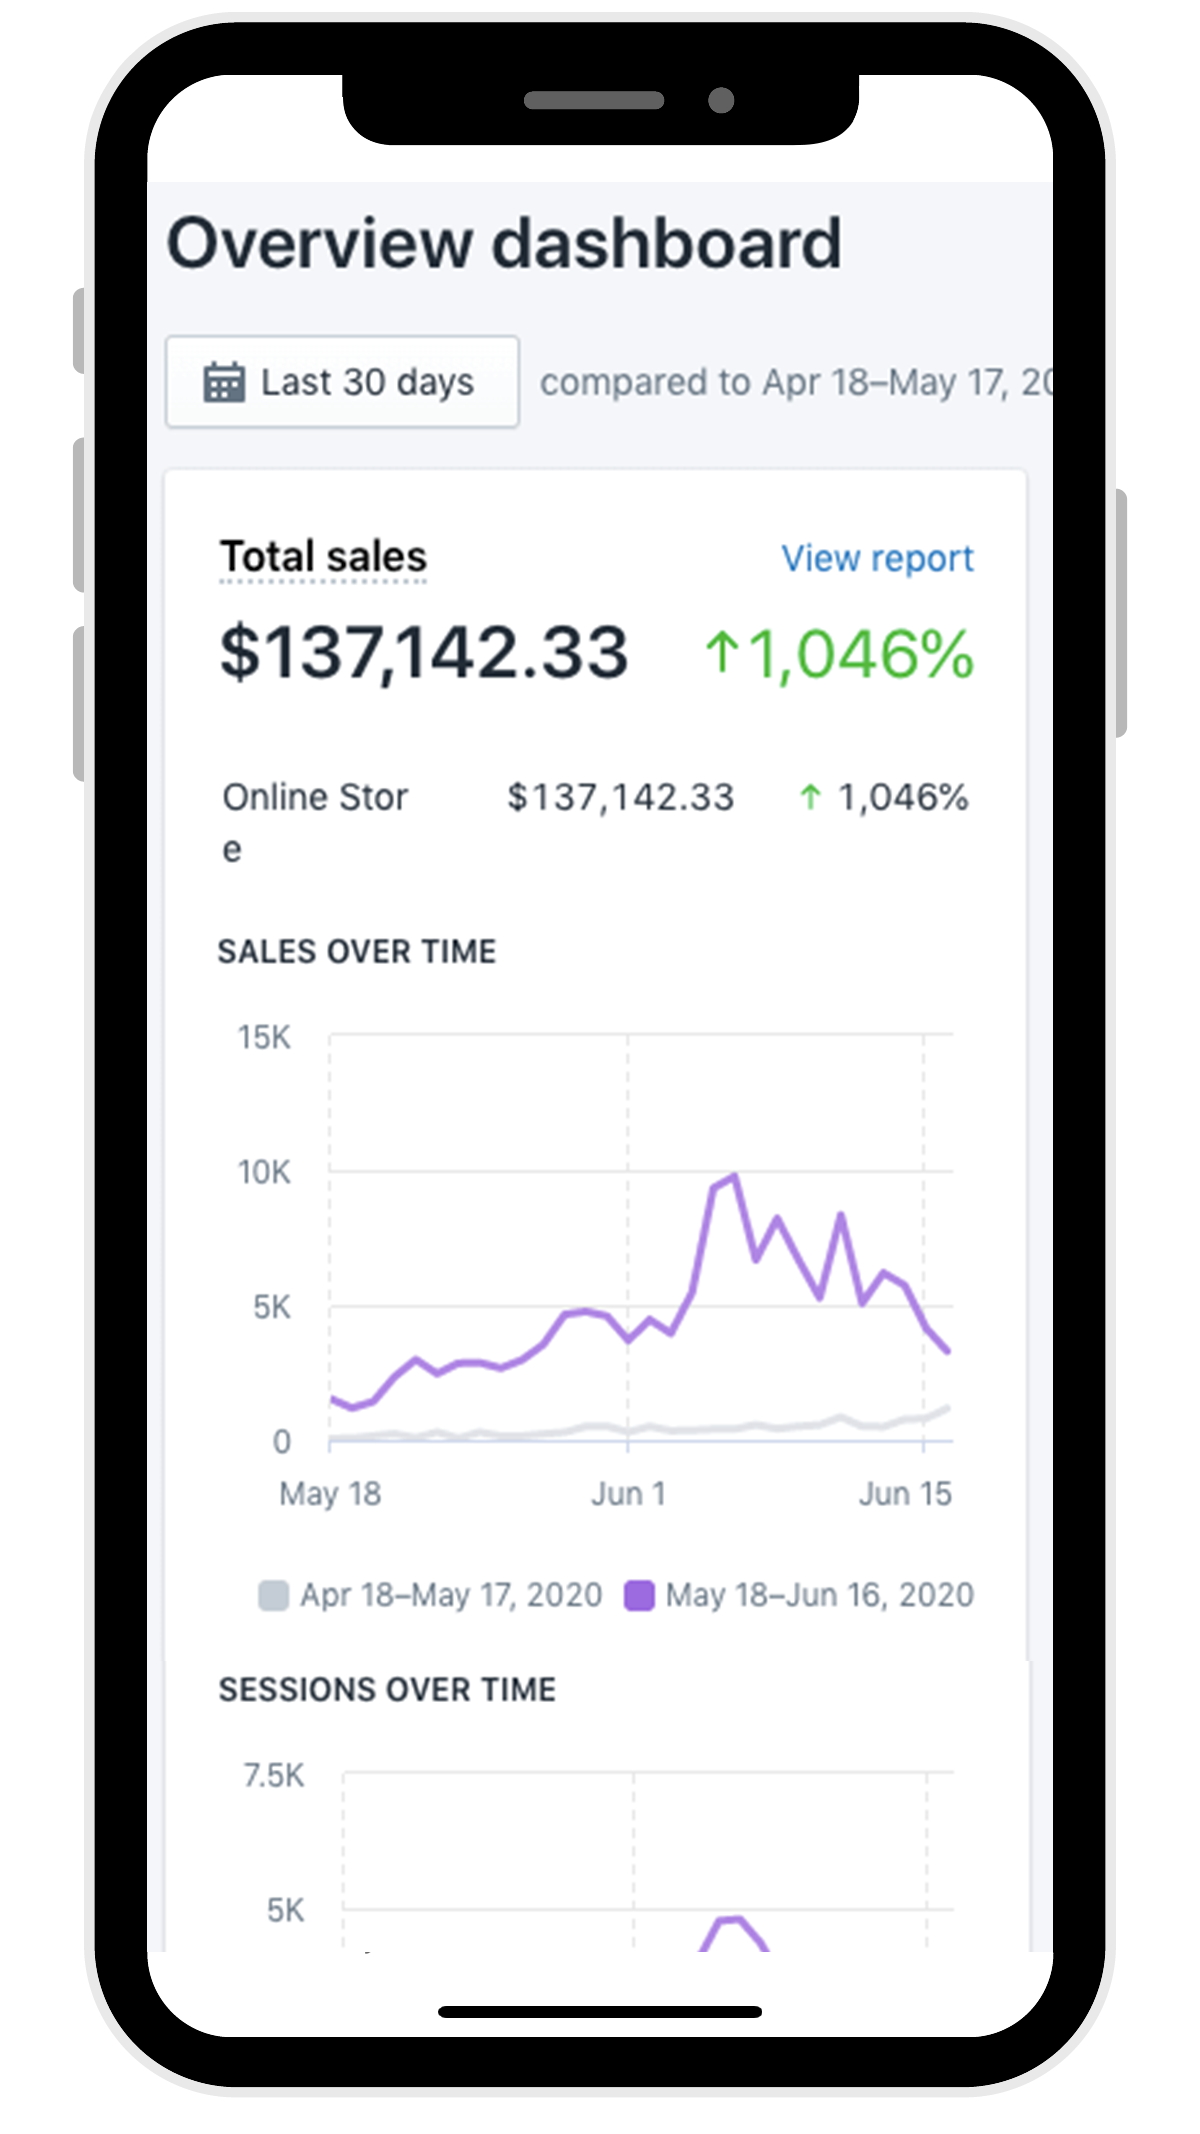 Overview dashboard
Last 30 days compared to Apr 18–May 17, 20
Total sales View report
$137,142.33 ↑1,046%
Online Stor $137,142.33 ↑ 1,046%
e
SALES OVER TIME
15K
10K
5K
0
May 18 Jun 1 Jun 15
Apr 18–May 17, 2020 May 18–Jun 16, 2020
SESSIONS OVER TIME
7.5K
5K